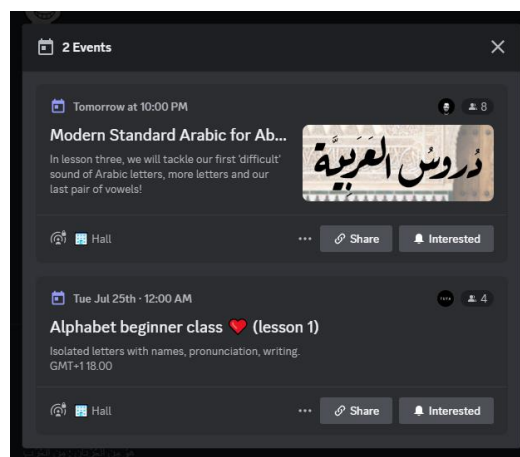 2 Events
Tomorrow at 10:00 PM
8
Modern Standard Arabic for Ab...
In lesson three, we will tackle our first 'difficult'
sound of Arabic letters, more letters and our
last pair of vowels!
دُروسُ العَرَبِيَّة
Hall
Share
Interested
Tue Jul 25th · 12:00 AM
4
Alphabet beginner class ❤️ (lesson 1)
Isolated letters with names, pronunciation, writing.
GMT+1 18.00
Hall
Share
Interested